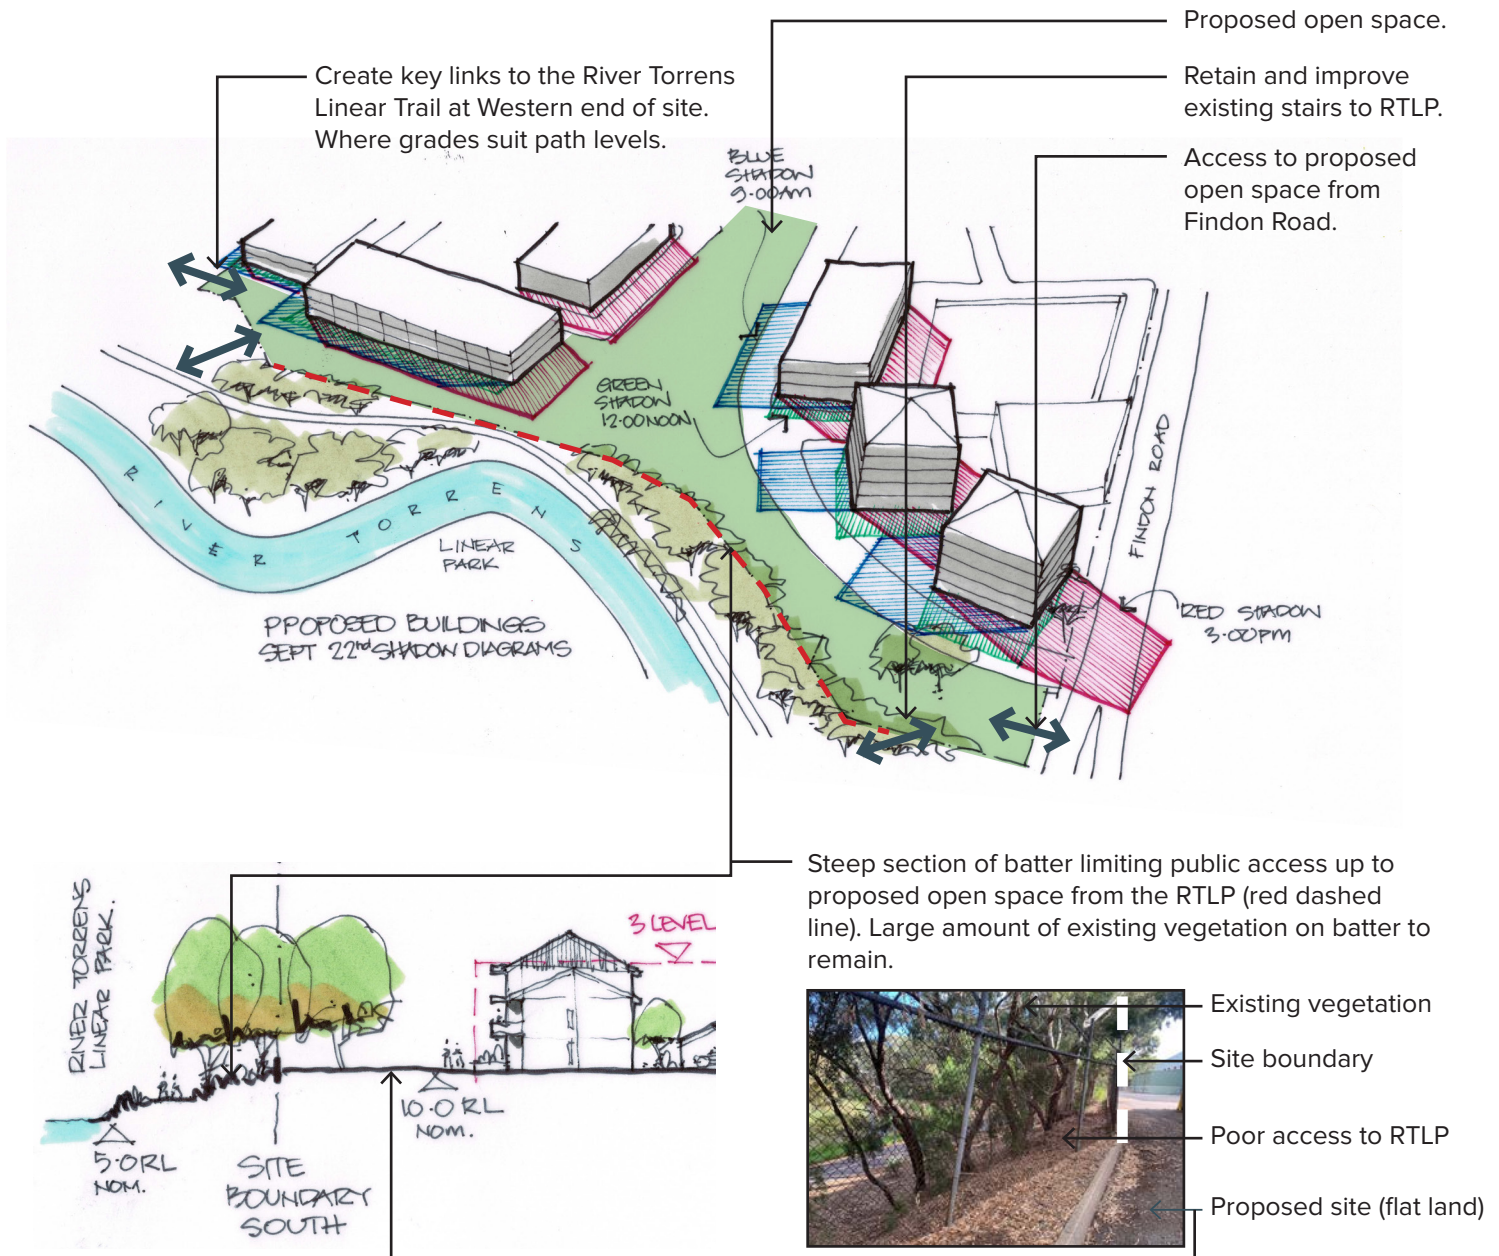 Proposed open space.
Create key links to the River Torrens
Linear Trail at Western end of site.
Where grades suit path levels.
Retain and improve
existing stairs to RTLP.
Access to proposed
open space from
Findon Road.
BLUE
SHADOW
9.00AM
GREEN
SHADOW
12.00NOON
FINDON ROAD
RIVER TORRENS
LINEAR
PARK
RED SHADOW
3.00PM
PROPOSED BUILDINGS
SEPT 22nd SHADOW DIAGRAMS
Steep section of batter limiting public access up to
proposed open space from the RTLP (red dashed
line). Large amount of existing vegetation on batter to
remain.
RIVER TORRENS
LINEAR PARK.
3 LEVEL
10.0 RL
NOM.
5.0RL
NOM.
SITE
BOUNDARY
SOUTH
Existing vegetation
Site boundary
Poor access to RTLP
Proposed site (flat land)